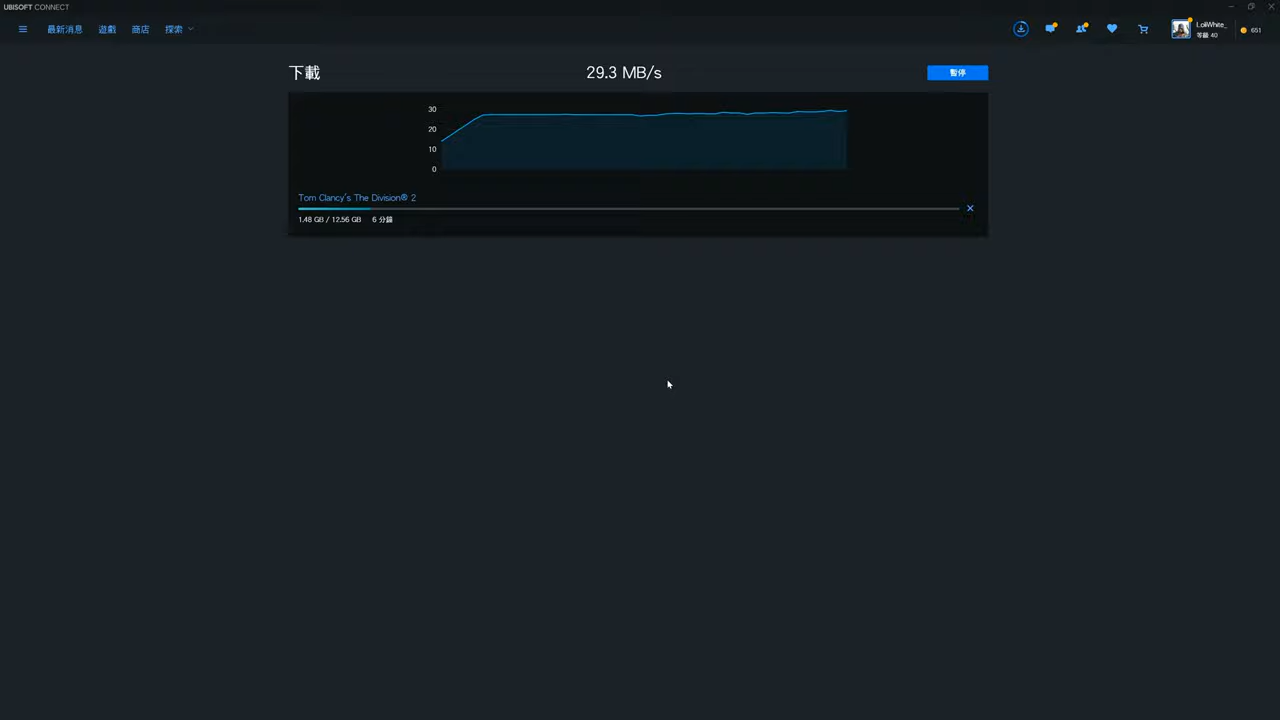 UBISOFT CONNECT
最新消息 遊戲 商店 探索
LoliWhite_
等級 40
651
下載 29.3 MB/s 暫停
30
20
10
0
Tom Clancy's The Division® 2
1.48 GB / 12.56 GB 6 分鐘